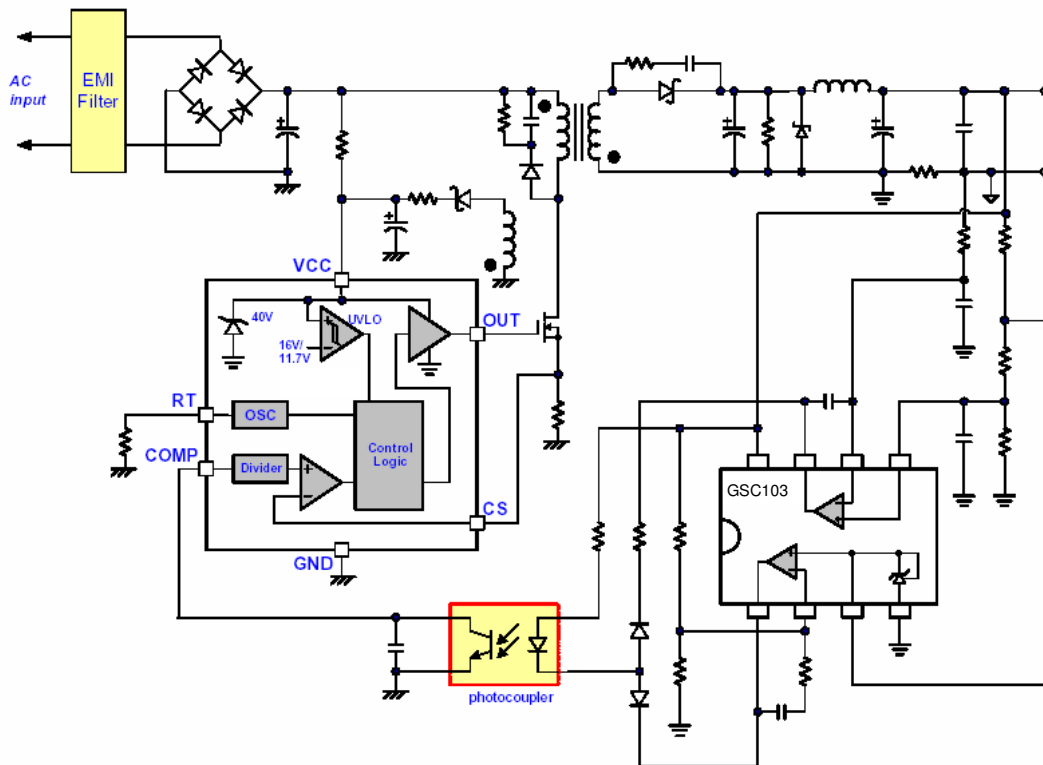 AC
input
EMI
Filter
VCC
40V
UVLO
16V/
11.7V
OUT
RT
OSC
COMP
Divider
Control
Logic
CS
GND
GSC103
photocoupler